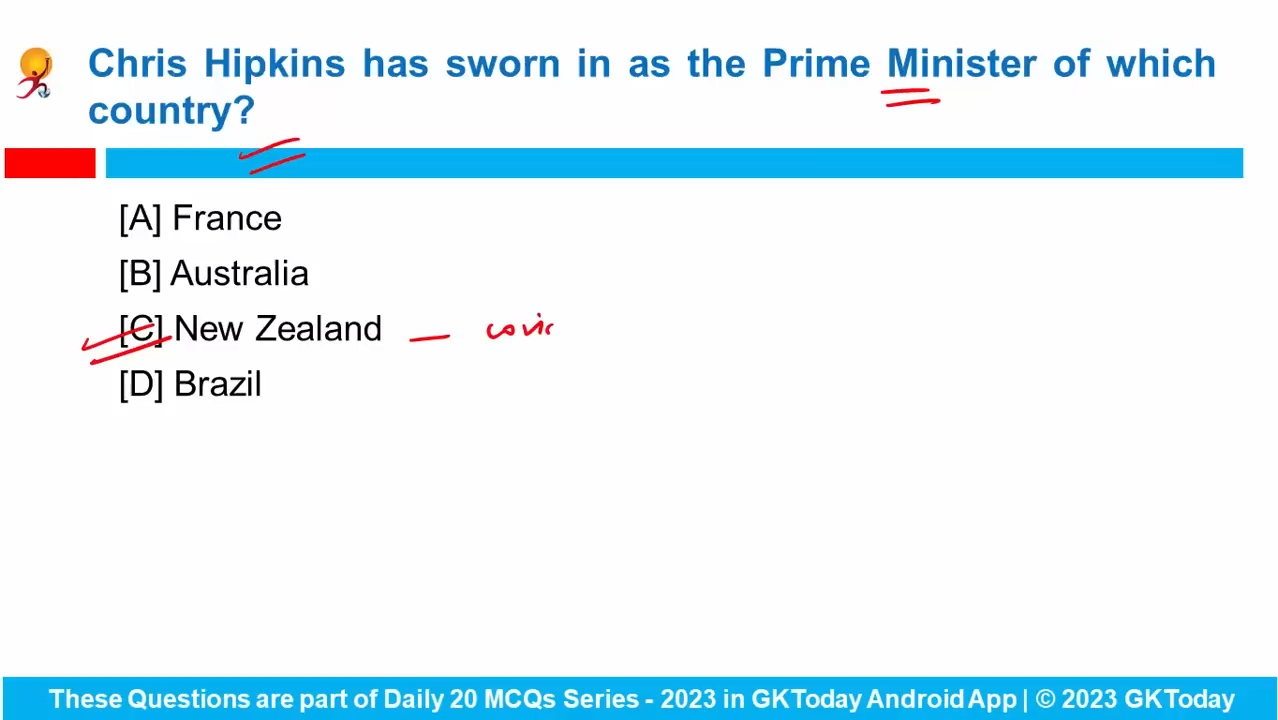 Chris Hipkins has sworn in as the Prime Minister of which
country?
[A] France
[B] Australia
[C] New Zealand — covi
[D] Brazil
These Questions are part of Daily 20 MCQs Series - 2023 in GKToday Android App | © 2023 GKToday